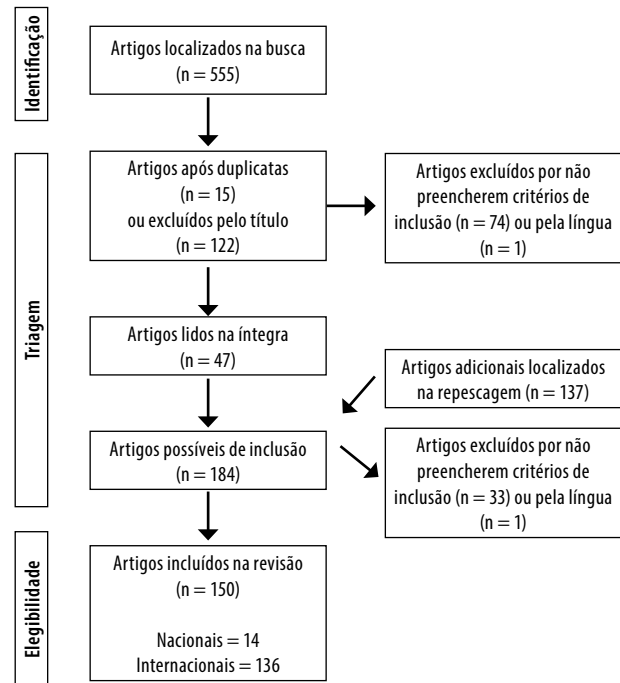 Identificação
Artigos localizados na busca
(n = 555)
Triagem
Artigos após duplicatas
(n = 15)
ou excluídos pelo título
(n = 122)
Artigos excluídos por não
preencherem critérios de
inclusão (n = 74) ou pela língua
(n = 1)
Artigos lidos na íntegra
(n = 47)
Artigos adicionais localizados
na repescagem (n = 137)
Artigos possíveis de inclusão
(n = 184)
Artigos excluídos por não
preencherem critérios de
inclusão (n = 33) ou pela língua
(n = 1)
Elegibilidade
Artigos incluídos na revisão
(n = 150)
Nacionais = 14
Internacionais = 136